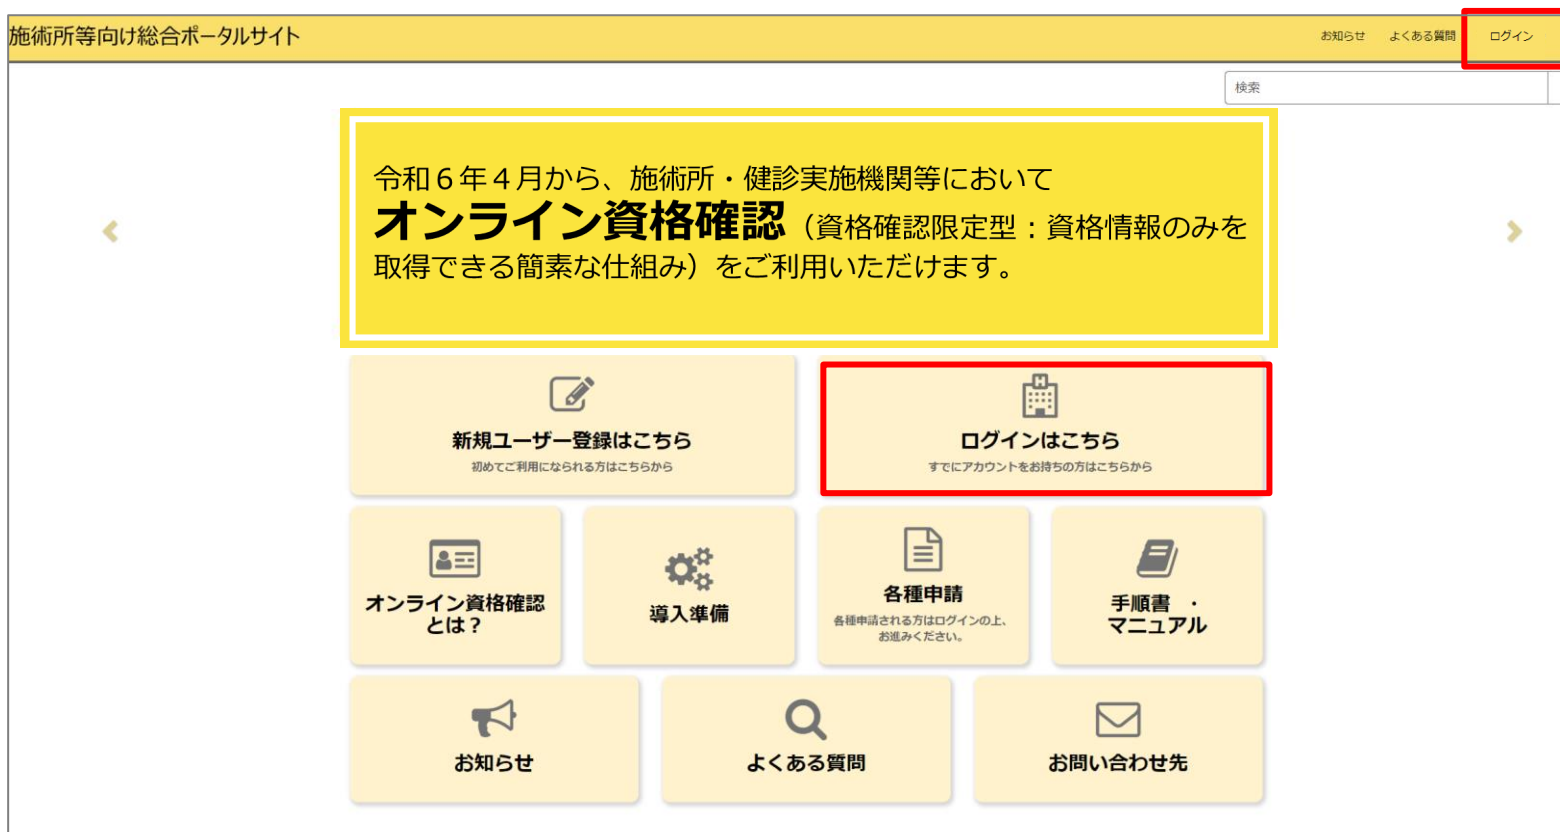 施術所等向け総合ポータルサイト
お知らせ よくある質問 ログイン
検索
令和６年４月から、施術所・健診実施機関等において
オンライン資格確認（資格確認限定型：資格情報のみを
取得できる簡素な仕組み）をご利用いただけます。
新規ユーザー登録はこちら
初めてご利用になられる方はこちらから
ログインはこちら
すでにアカウントをお持ちの方はこちらから
オンライン資格確認
とは？
導入準備
各種申請
各種申請される方はログインの上、
お進みください。
手順書 ・
マニュアル
お知らせ
よくある質問
お問い合わせ先